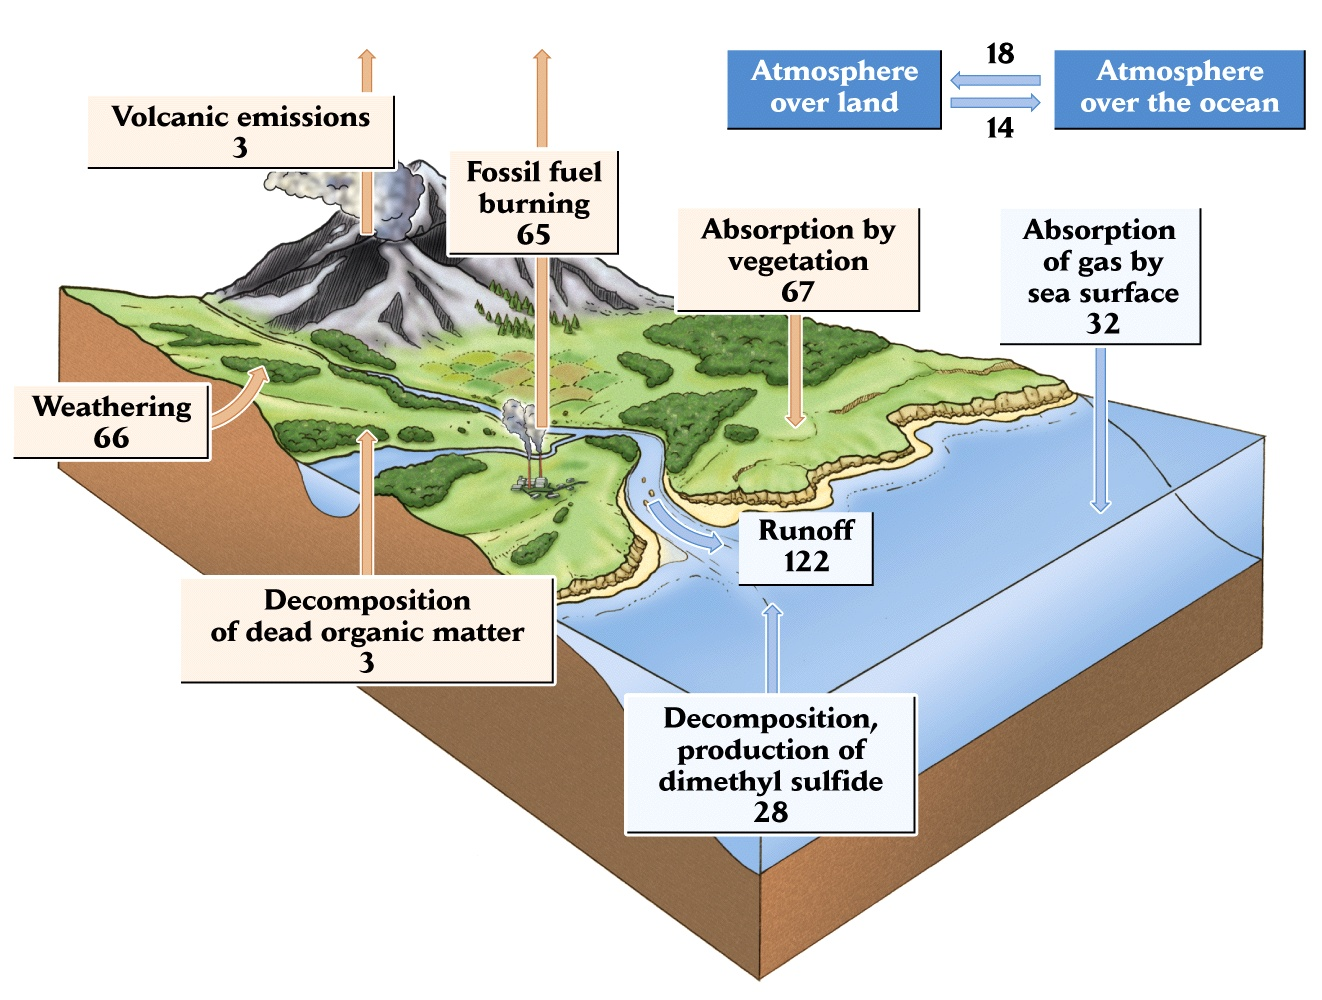 18
Atmosphere
over land
Atmosphere
over the ocean
14
Volcanic emissions
3
Fossil fuel
burning
65
Absorption by
vegetation
67
Absorption
of gas by
sea surface
32
Weathering
66
Runoff
122
Decomposition
of dead organic matter
3
Decomposition,
production of
dimethyl sulfide
28